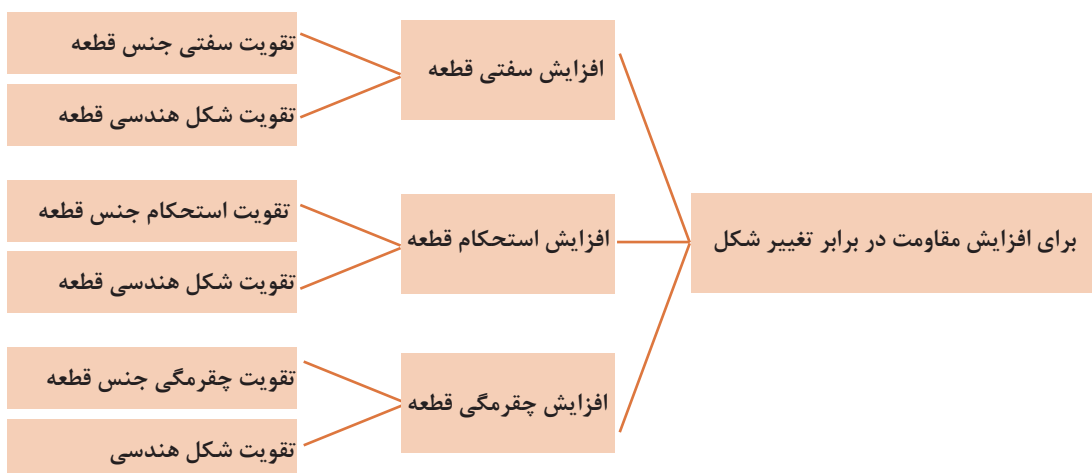 برای افزایش مقاومت در برابر تغییر شکل
افزایش سفتی قطعه
تقویت سفتی جنس قطعه
تقویت شکل هندسی قطعه
افزایش استحکام قطعه
تقویت استحکام جنس قطعه
تقویت شکل هندسی قطعه
افزایش چقرمگی قطعه
تقویت چقرمگی جنس قطعه
تقویت شکل هندسی